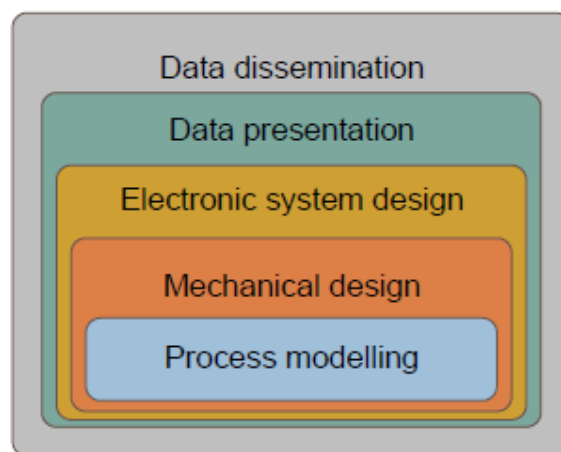 Data dissemination
Data presentation
Electronic system design
Mechanical design
Process modelling